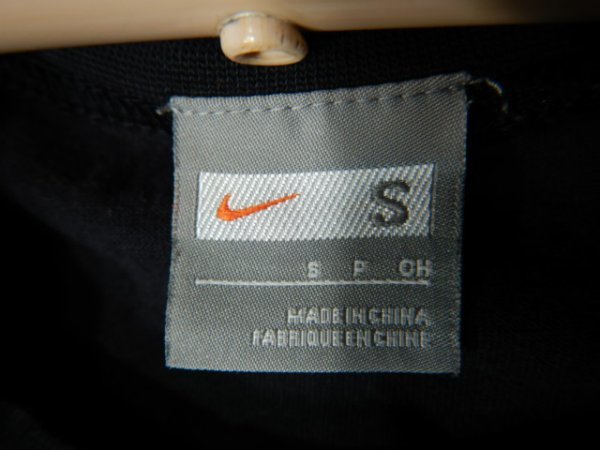 S
S P CH
MADE IN CHINA
FABRIQUE EN CHINE